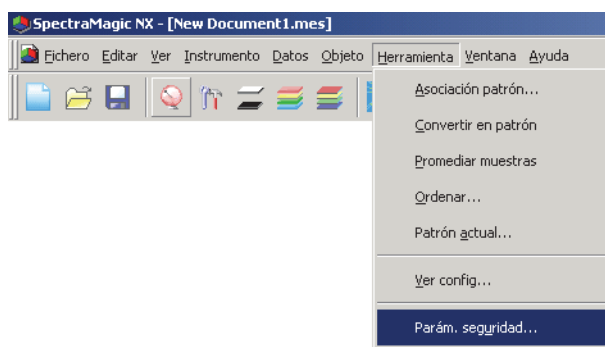 SpectraMagic NX - [New Document1.mes]
Fichero Editar Ver Instrumento Datos Objeto Herramienta Ventana Ayuda
Asociación patrón...
Convertir en patrón
Promediar muestras
Ordenar...
Patrón actual...
Ver config...
Parám. seguridad...